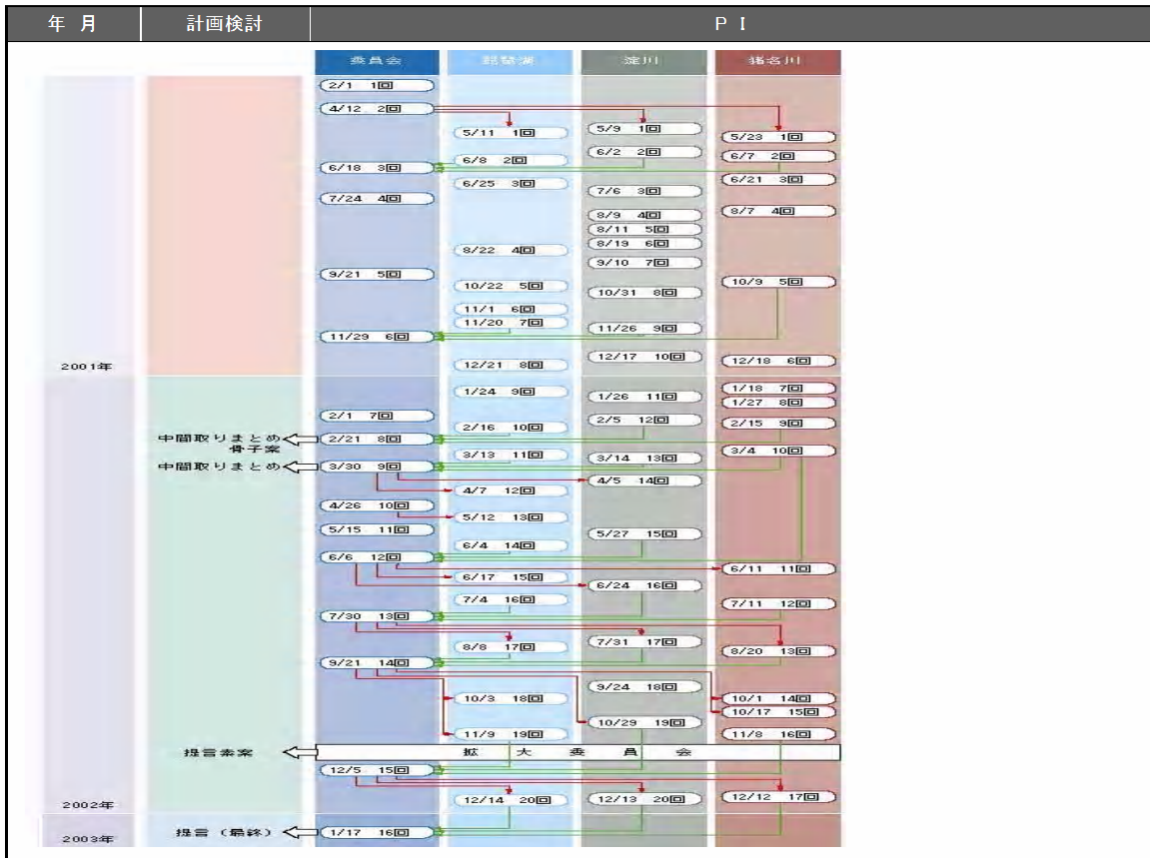 年 月 計画検討 P I
委員会 琵琶湖 淀川 猪名川
2/1 1回
4/12 2回
5/11 1回 5/9 1回 5/23 1回
6/18 3回 6/8 2回 6/2 2回 6/7 2回
6/25 3回 7/6 3回 6/21 3回
7/24 4回 8/9 4回 8/7 4回
8/11 5回
8/22 4回 8/19 6回
9/10 7回
9/21 5回 10/22 5回 10/31 8回 10/9 5回
11/1 6回
11/20 7回
11/29 6回 11/26 9回
2001年 12/21 8回 12/17 10回 12/18 6回
1/24 9回 1/26 11回 1/18 7回
1/27 8回
2/1 7回 2/16 10回 2/5 12回 2/15 9回
中間取りまとめ 2/21 8回
骨子案
3/13 11回 3/14 13回 3/4 10回
中間取りまとめ 3/30 9回
4/7 12回 4/5 14回
4/26 10回 5/12 13回
5/15 11回 5/27 15回
6/4 14回
6/6 12回 6/11 11回
6/17 15回 6/24 16回
7/4 16回 7/11 12回
7/30 13回
8/8 17回 7/31 17回 8/20 13回
9/21 14回
10/3 18回 9/24 18回 10/1 14回
10/17 15回
11/9 19回 10/29 19回 11/8 16回
提言素案 拡大委員会
12/5 15回
2002年 12/14 20回 12/13 20回 12/12 17回
2003年 提言(最終) 1/17 16回